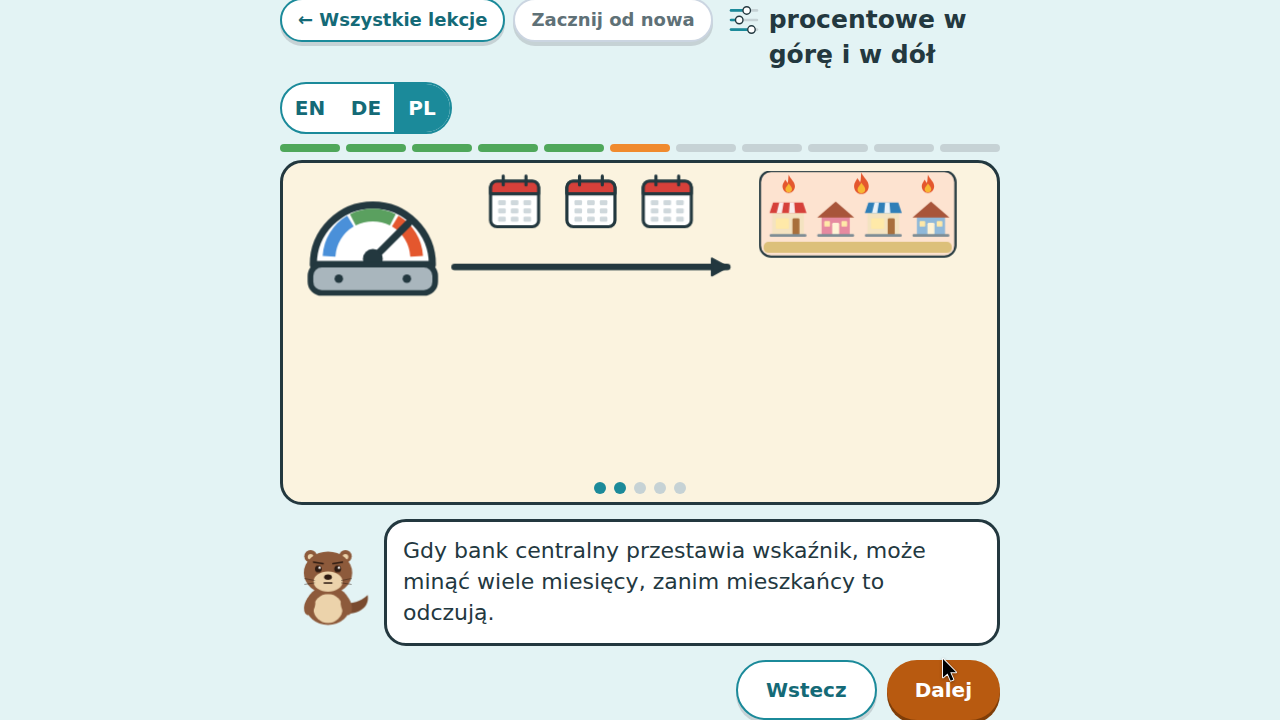 ← Wszystkie lekcje
Zacznij od nowa
procentowe w
górę i w dół
EN DE PL
Gdy bank centralny przestawia wskaźnik, może
minąć wiele miesięcy, zanim mieszkańcy to
odczują.
Wstecz
Dalej